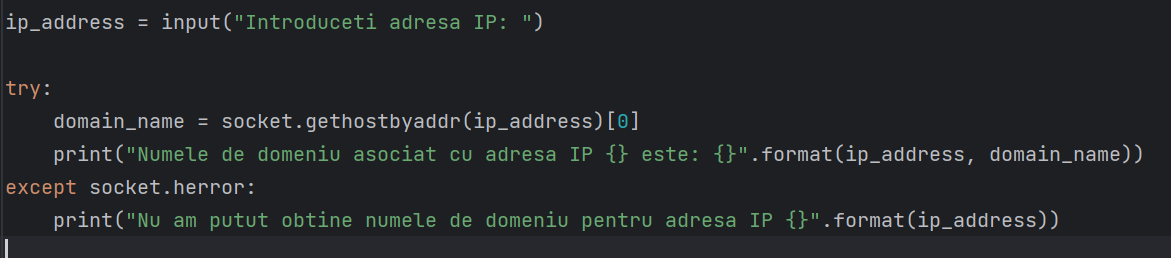 ip_address = input("Introduceti adresa IP: ")
try:
    domain_name = socket.gethostbyaddr(ip_address)[0]
    print("Numele de domeniu asociat cu adresa IP {} este: {}".format(ip_address, domain_name))
except socket.herror:
    print("Nu am putut obtine numele de domeniu pentru adresa IP {}".format(ip_address))